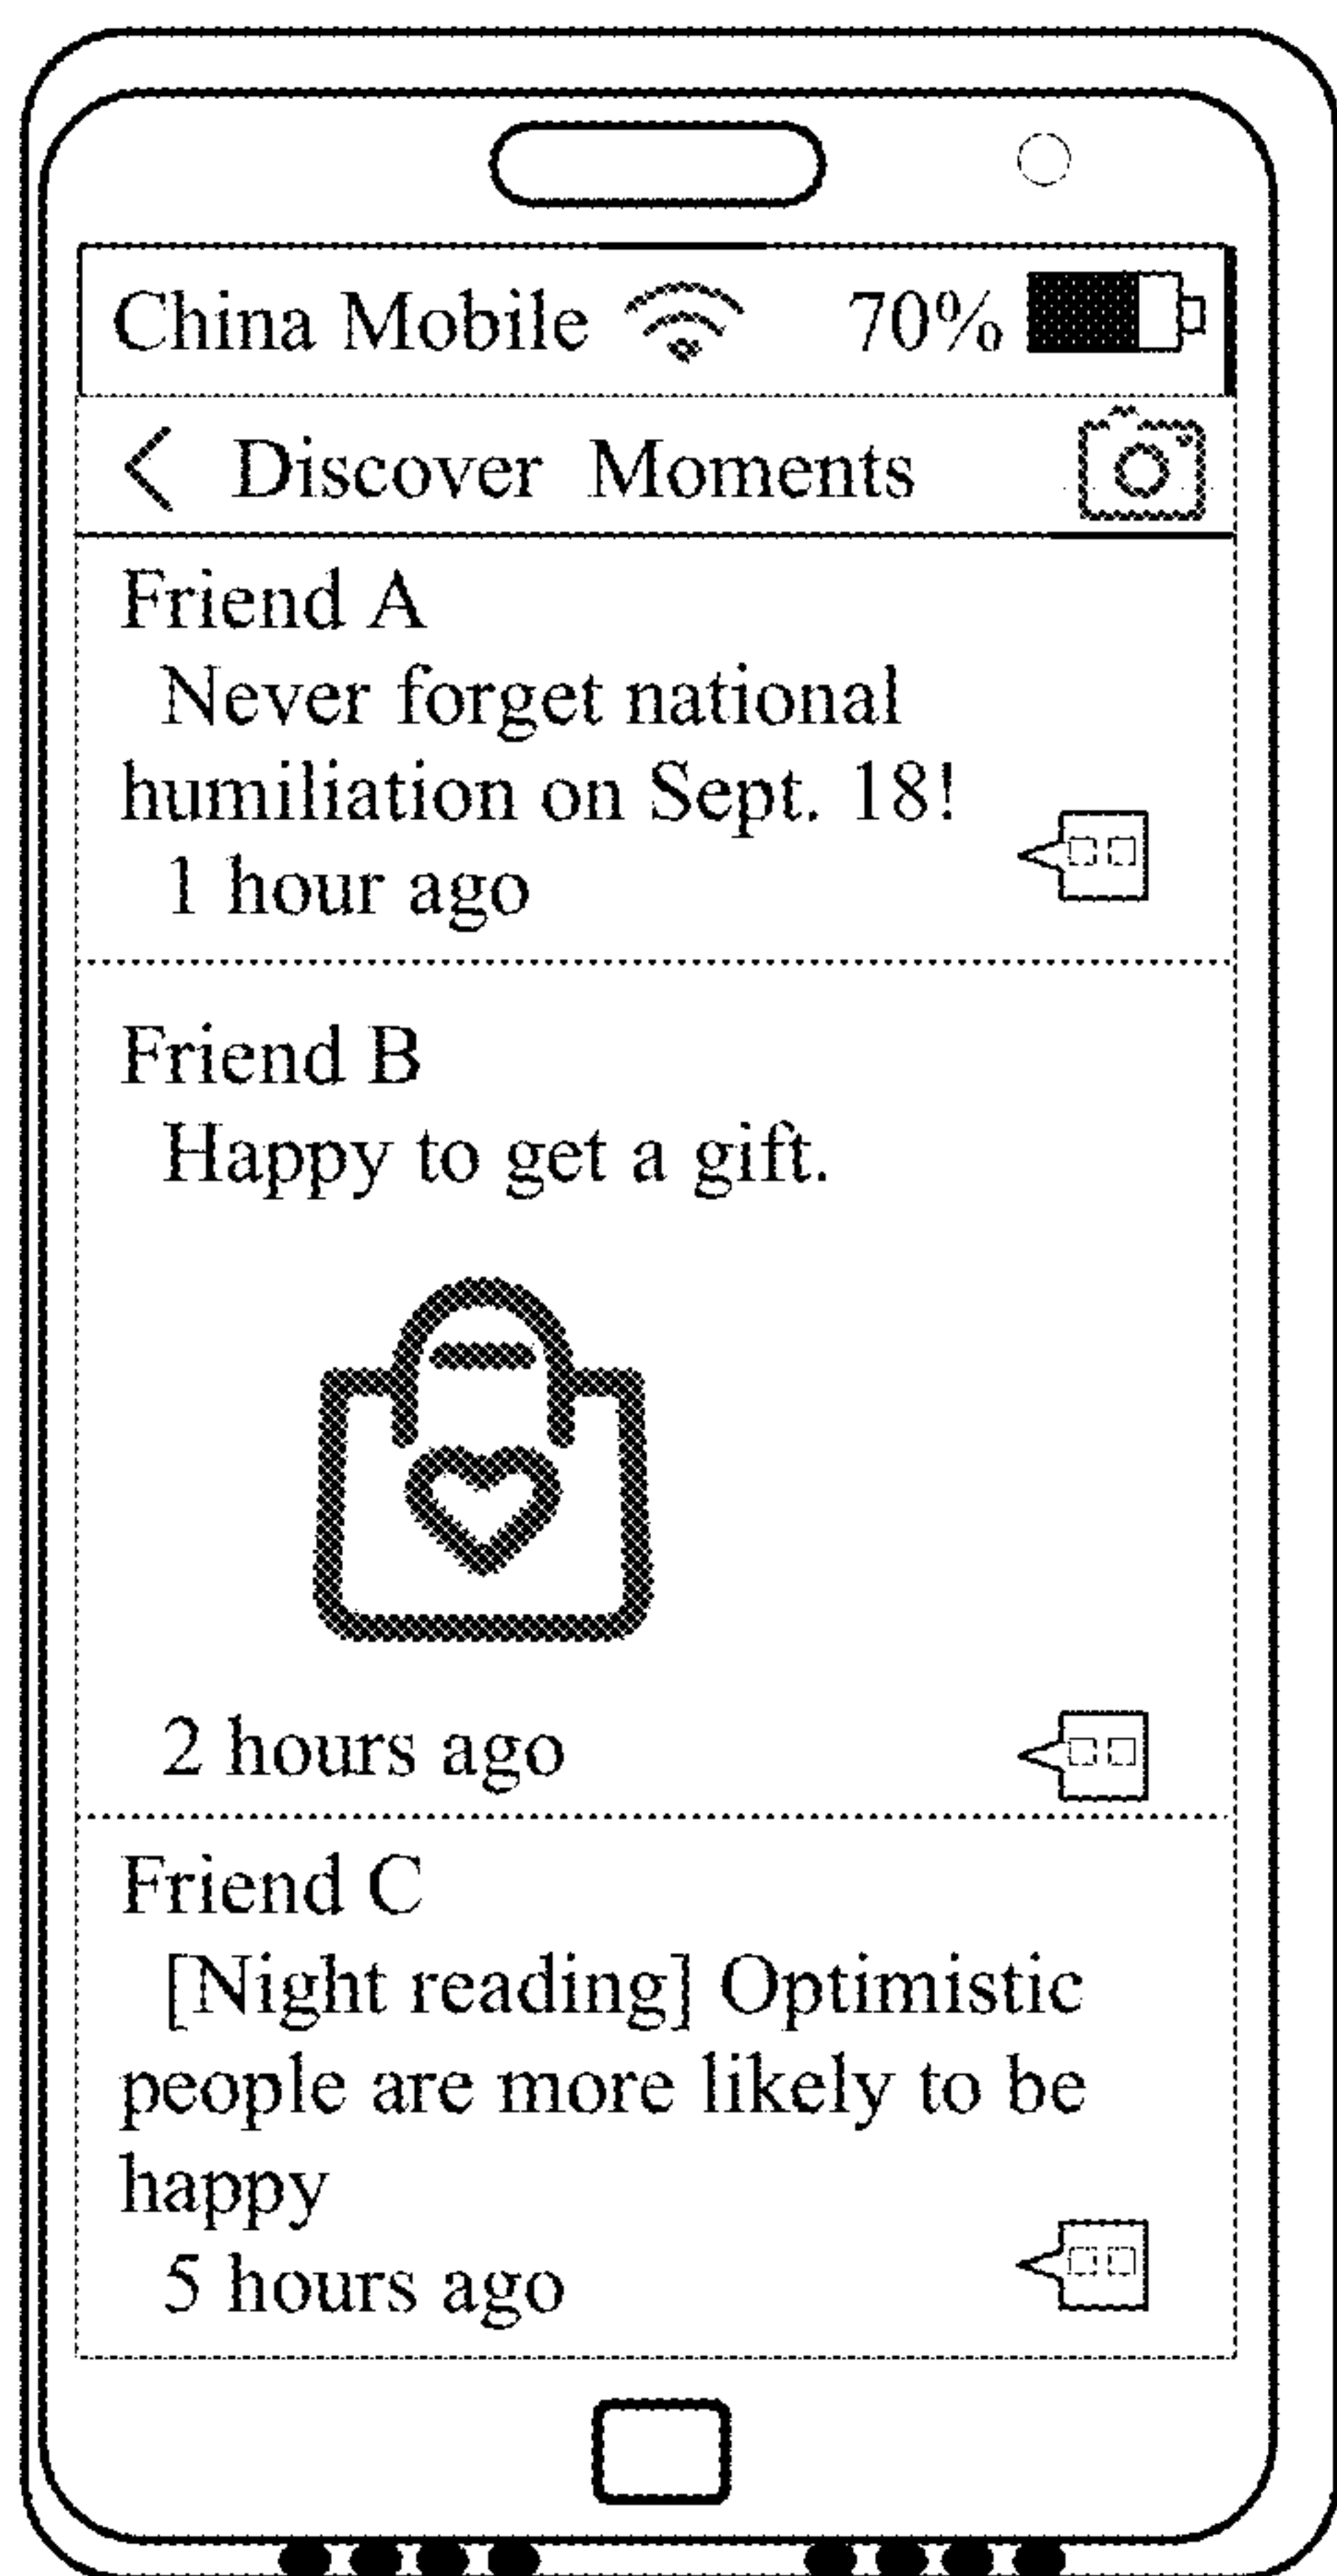 China Mobile 70%
< Discover Moments
Friend A
Never forget national
humiliation on Sept. 18!
1 hour ago
Friend B
Happy to get a gift.
2 hours ago
Friend C
[Night reading] Optimistic
people are more likely to be
happy
5 hours ago